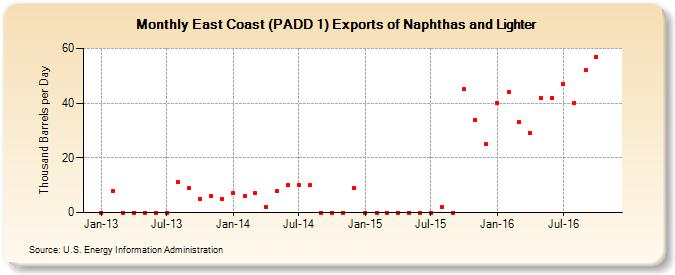 Monthly East Coast (PADD 1) Exports of Naphthas and Lighter
Thousand Barrels per Day
60
40
20
0
Jan-13 Jul-13 Jan-14 Jul-14 Jan-15 Jul-15 Jan-16 Jul-16
Source: U.S. Energy Information Administration